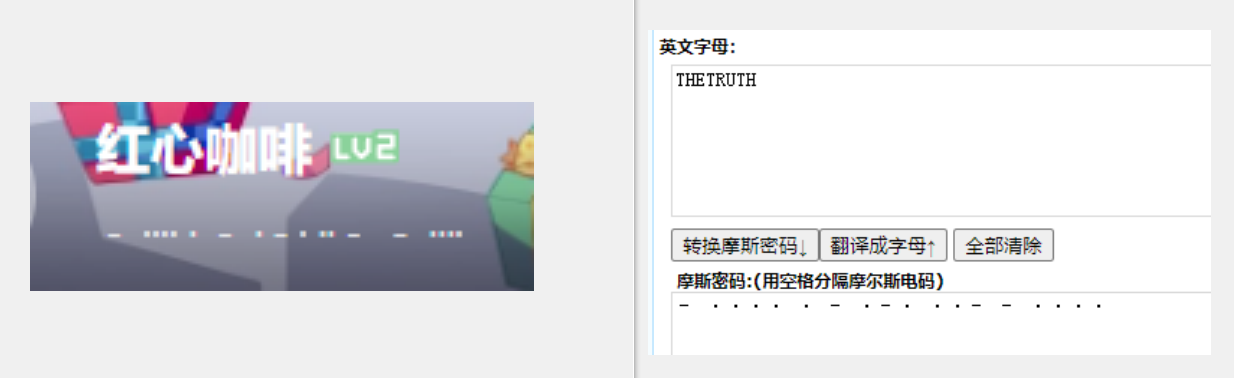 红心咖啡 LV2
– ···· · – ·–· ··– – ····
英文字母:
THETRUTH
转换摩斯密码↓ 翻译成字母↑ 全部清除
摩斯密码:(用空格分隔摩尔斯电码)
– ···· · – ·–· ··– – ····